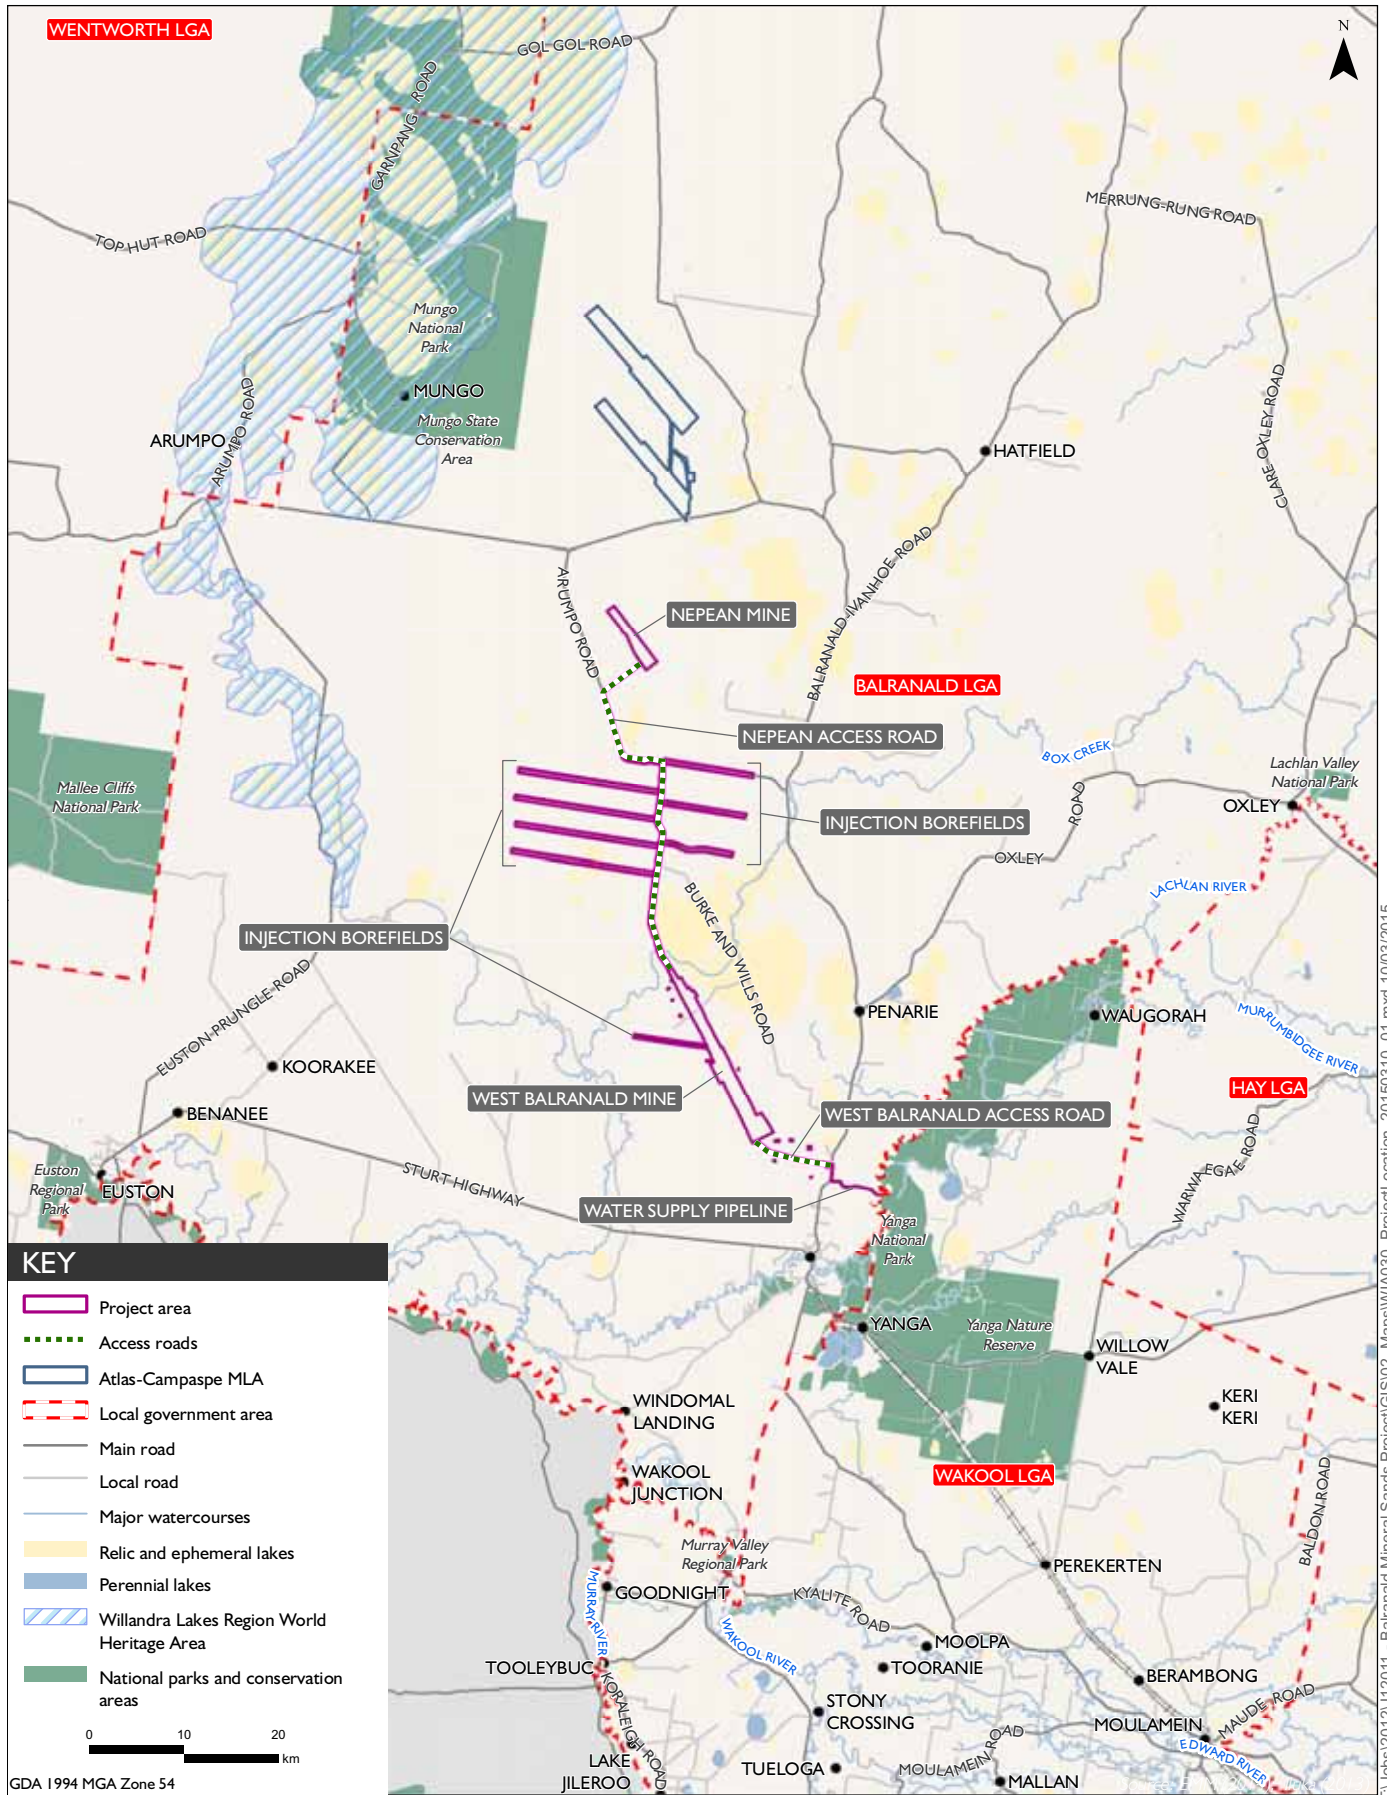 WENTWORTH LGA
GOL GOL ROAD
N
GARNPANG ROAD
MERRUNG-RUNG ROAD
TOP HUT ROAD
Mungo
National
Park
MUNGO
Mungo State
Conservation
Area
ARUMPO
ARUMPO ROAD
HATFIELD
CLARE OXLEY ROAD
ARUMPO ROAD
BALRANALD-IVANHOE ROAD
NEPEAN MINE
BALRANALD LGA
NEPEAN ACCESS ROAD
BOX CREEK
Lachlan Valley
National Park
Mallee Cliffs
National Park
OXLEY
ROAD
INJECTION BOREFIELDS
OXLEY
LACHLAN RIVER
BURKE AND WILLS ROAD
INJECTION BOREFIELDS
EUSTON-PRUNGLE ROAD
PENARIE
WAUGORAH
MURRUMBIDGEE RIVER
KOORAKEE
HAY LGA
WEST BALRANALD MINE
BENANEE
WEST BALRANALD ACCESS ROAD
WARWAEGAE ROAD
STURT HIGHWAY
Euston
Regional
Park
EUSTON
WATER SUPPLY PIPELINE
Yanga
National
Park
YANGA
Yanga Nature
Reserve
WILLOW
VALE
KERI
KERI
WINDOMAL
LANDING
WAKOOL LGA
WAKOOL
JUNCTION
BALDON ROAD
Murray Valley
Regional Park
PEREKERTEN
GOODNIGHT
KYALITE ROAD
MURRAY RIVER
WAKOOL RIVER
MOOLPA
TOORANIE
TOOLEYBUC
BERAMBONG
KORALEIGH ROAD
STONY
CROSSING
MAUDE ROAD
MOULAMEIN
EDWARD RIVER
MOULAMEIN ROAD
LAKE
JILEROO
TUELOGA
MALLAN
KEY
Project area
Access roads
Atlas-Campaspe MLA
Local government area
Main road
Local road
Major watercourses
Relic and ephemeral lakes
Perennial lakes
Willandra Lakes Region World
Heritage Area
National parks and conservation
areas
0 10 20
km
GDA 1994 MGA Zone 54